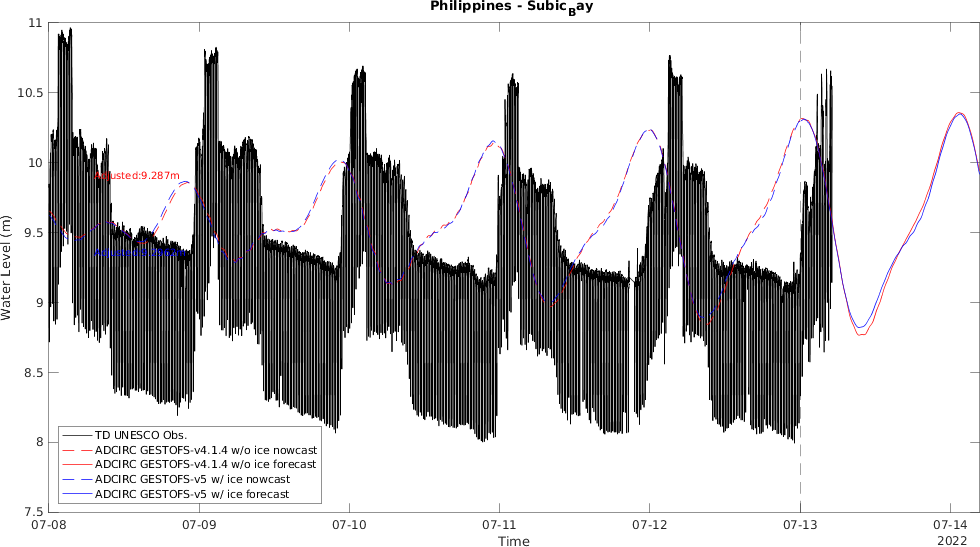 Philippines - Subic_Bay
11
10.5
10
9.5
9
8.5
8
7.5
Water Level (m)
Adjusted:9.287m
TD UNESCO Obs.
ADCIRC GESTOFS-v4.1.4 w/o ice nowcast
ADCIRC GESTOFS-v4.1.4 w/o ice forecast
ADCIRC GESTOFS-v5 w/ ice nowcast
ADCIRC GESTOFS-v5 w/ ice forecast
07-08 07-09 07-10 07-11 07-12 07-13 07-14
Time
2022